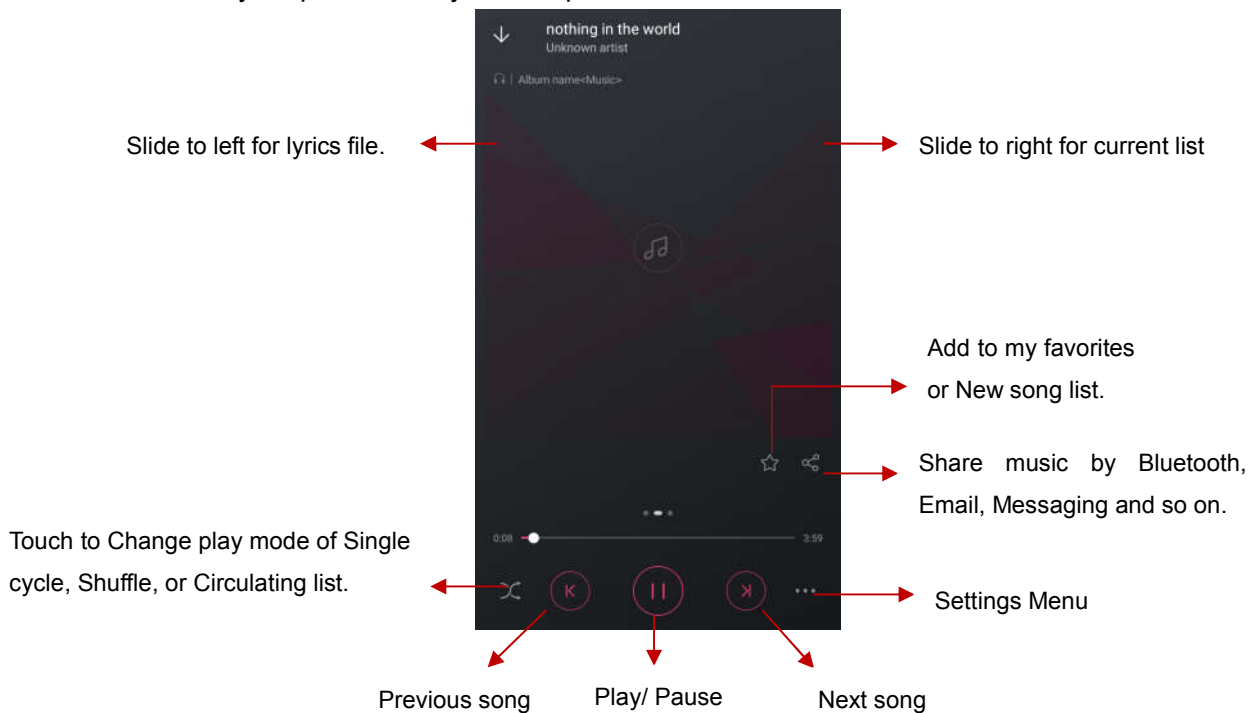 nothing in the world
Unknown artist
Album name<Music>
Slide to left for lyrics file.
Slide to right for current list
Add to my favorites
or New song list.
Share music by Bluetooth,
Email, Messaging and so on.
0:08
3:59
Touch to Change play mode of Single
cycle, Shuffle, or Circulating list.
Settings Menu
Previous song
Play/ Pause
Next song